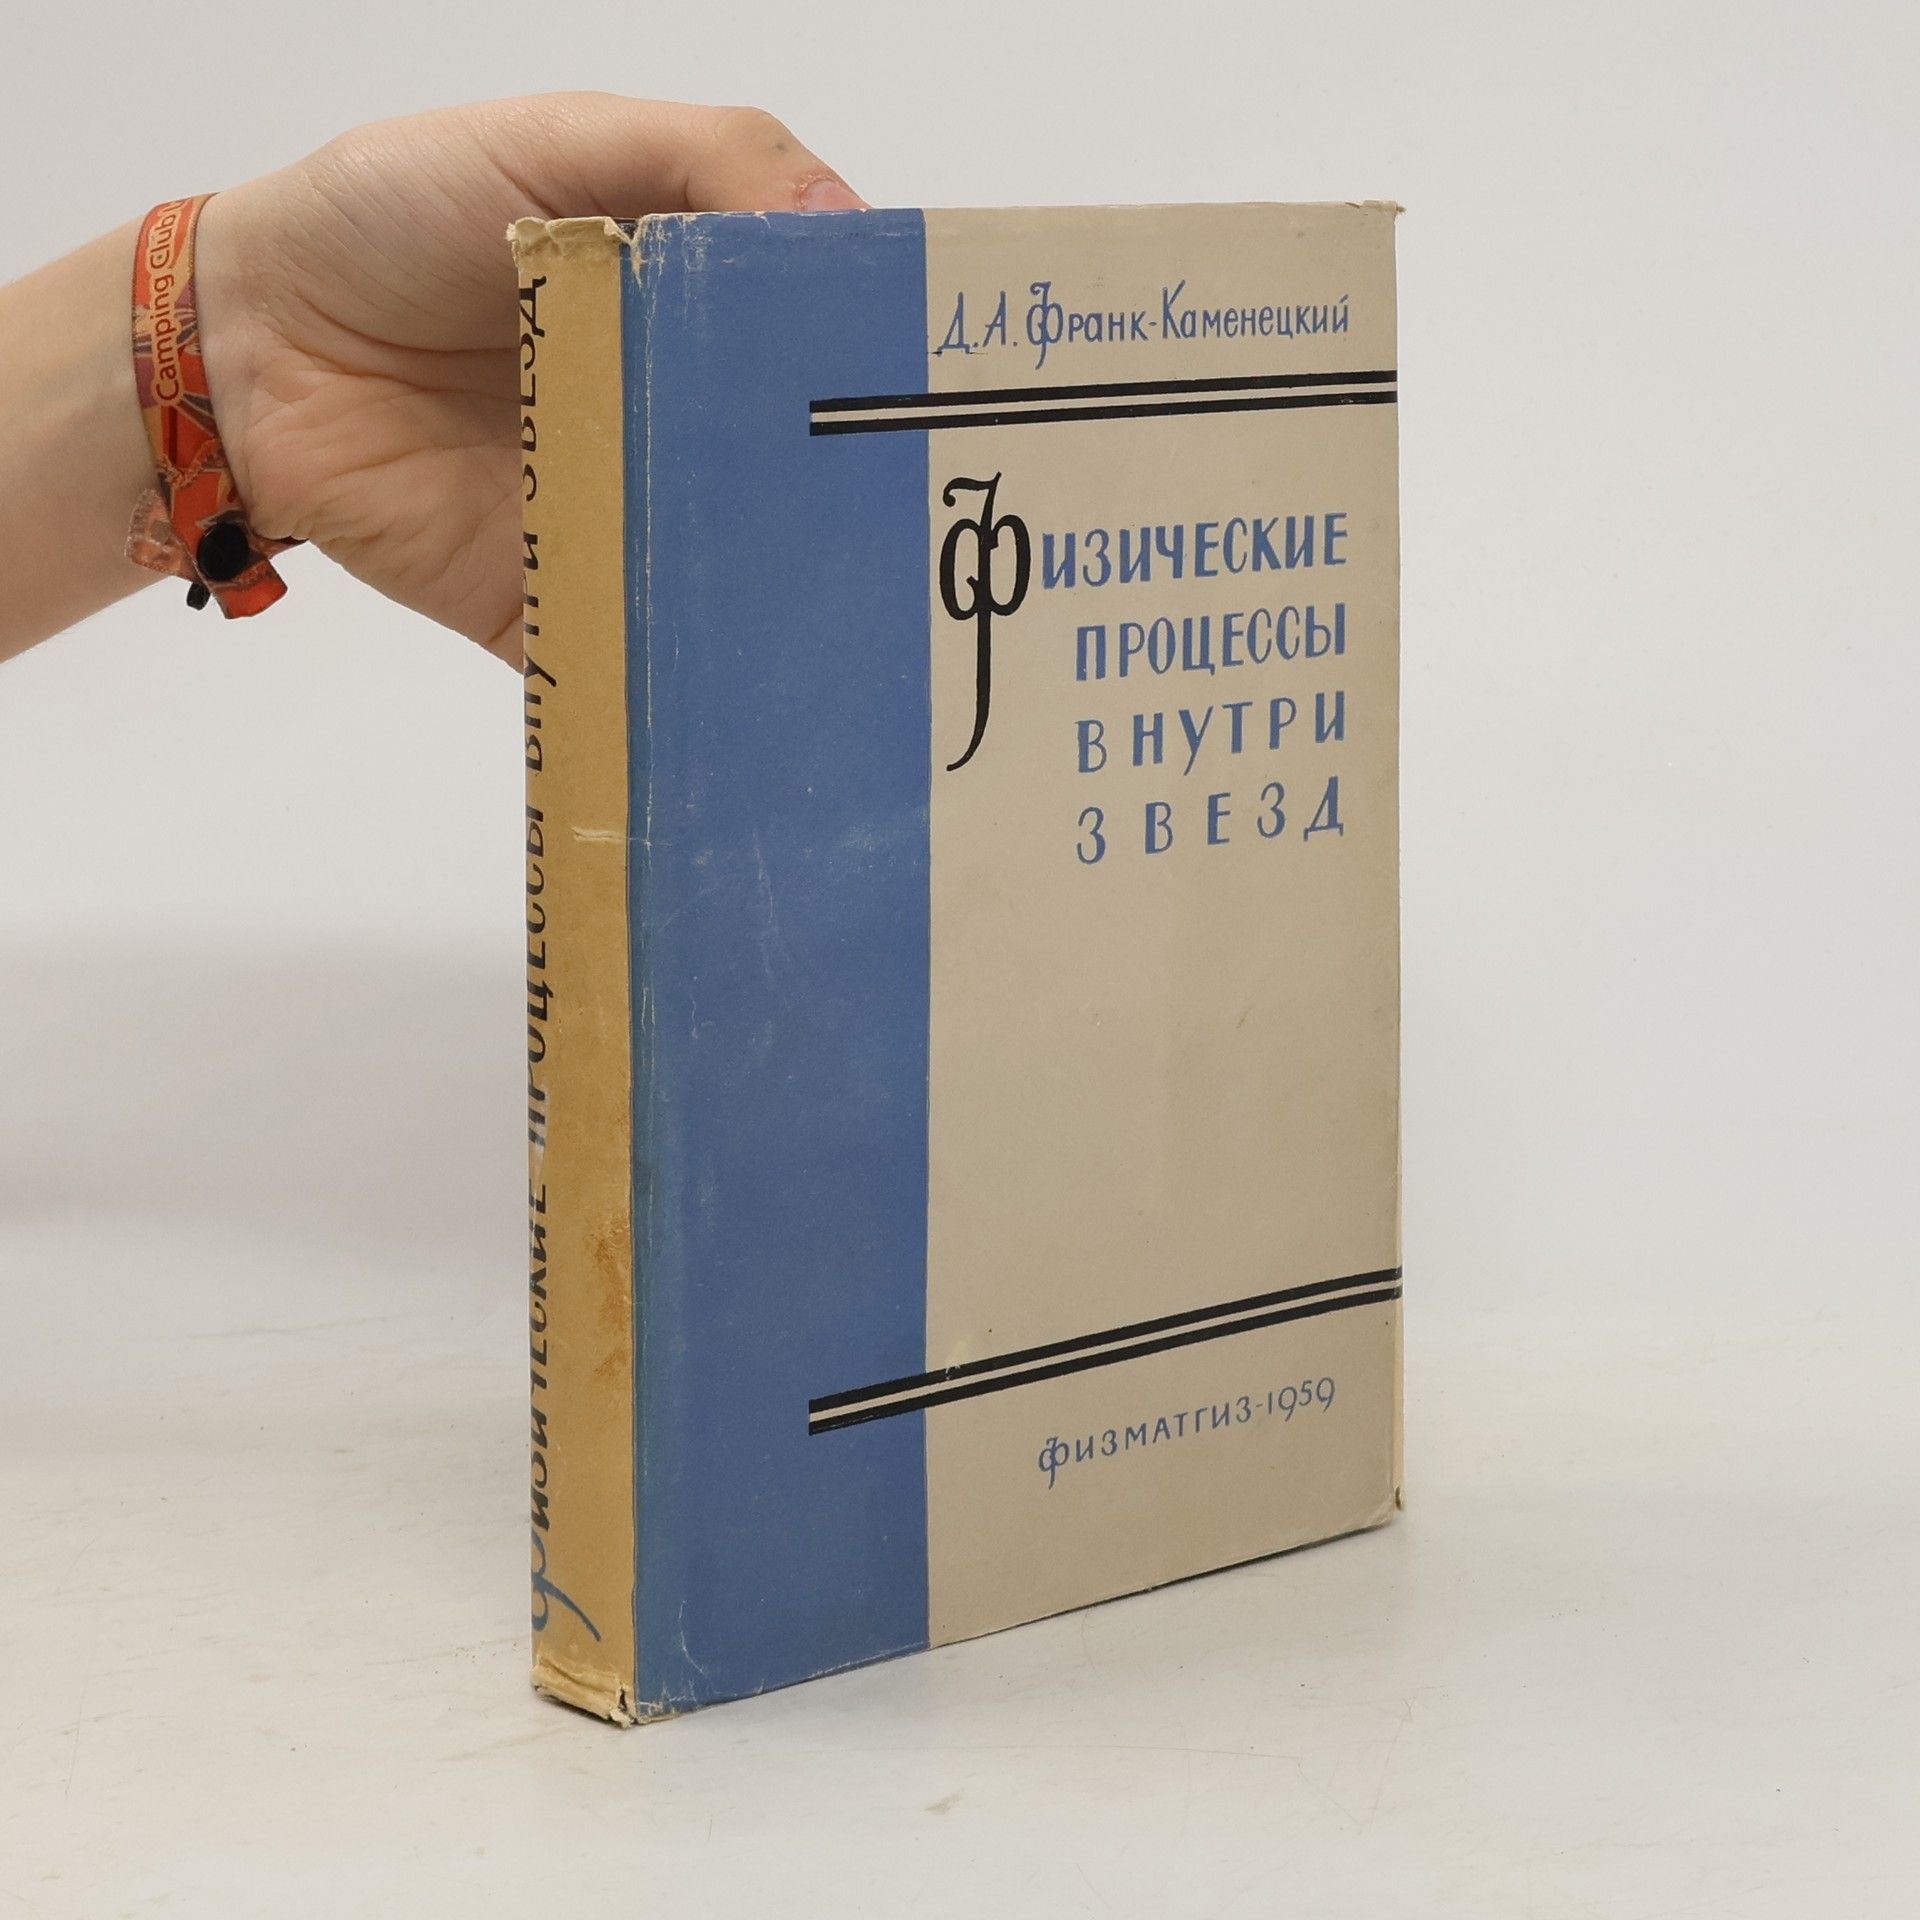 Д.А. Франк-Каменецкий
Физические
процессы
внутри
звезд
Физматгиз-1959
Физические процессы внутри звезд
Camping Club